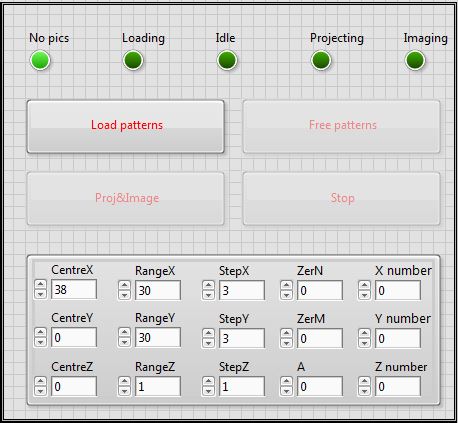 No pics Loading Idle Projecting Imaging
Load patterns Free patterns
Proj&Image Stop
CentreX RangeX StepX ZerN X number
38 30 3 0 0
CentreY RangeY StepY ZerM Y number
0 30 3 0 0
CentreZ RangeZ StepZ A Z number
0 1 1 0 0